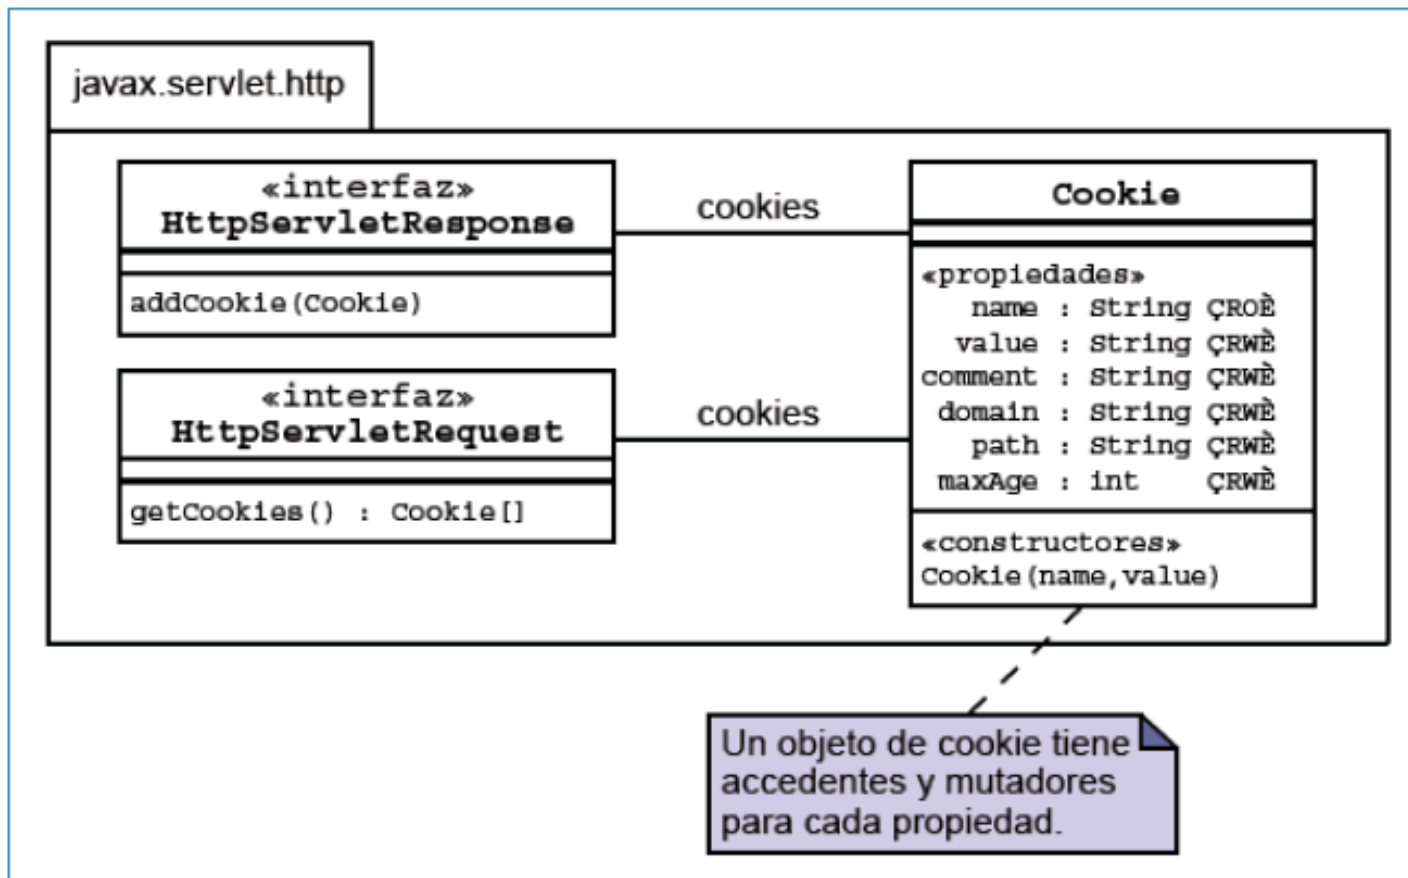 javax.servlet.http
«interfaz»
HttpServletResponse
addCookie(Cookie)
cookies
«interfaz»
HttpServletRequest
getCookies() : Cookie[]
cookies
Cookie
«propiedades»
name : String ÇROÈ
value : String ÇRWÈ
comment : String ÇRWÈ
domain : String ÇRWÈ
path : String ÇRWÈ
maxAge : int ÇRWÈ
«constructores»
Cookie(name,value)
Un objeto de cookie tiene
accedentes y mutadores
para cada propiedad.